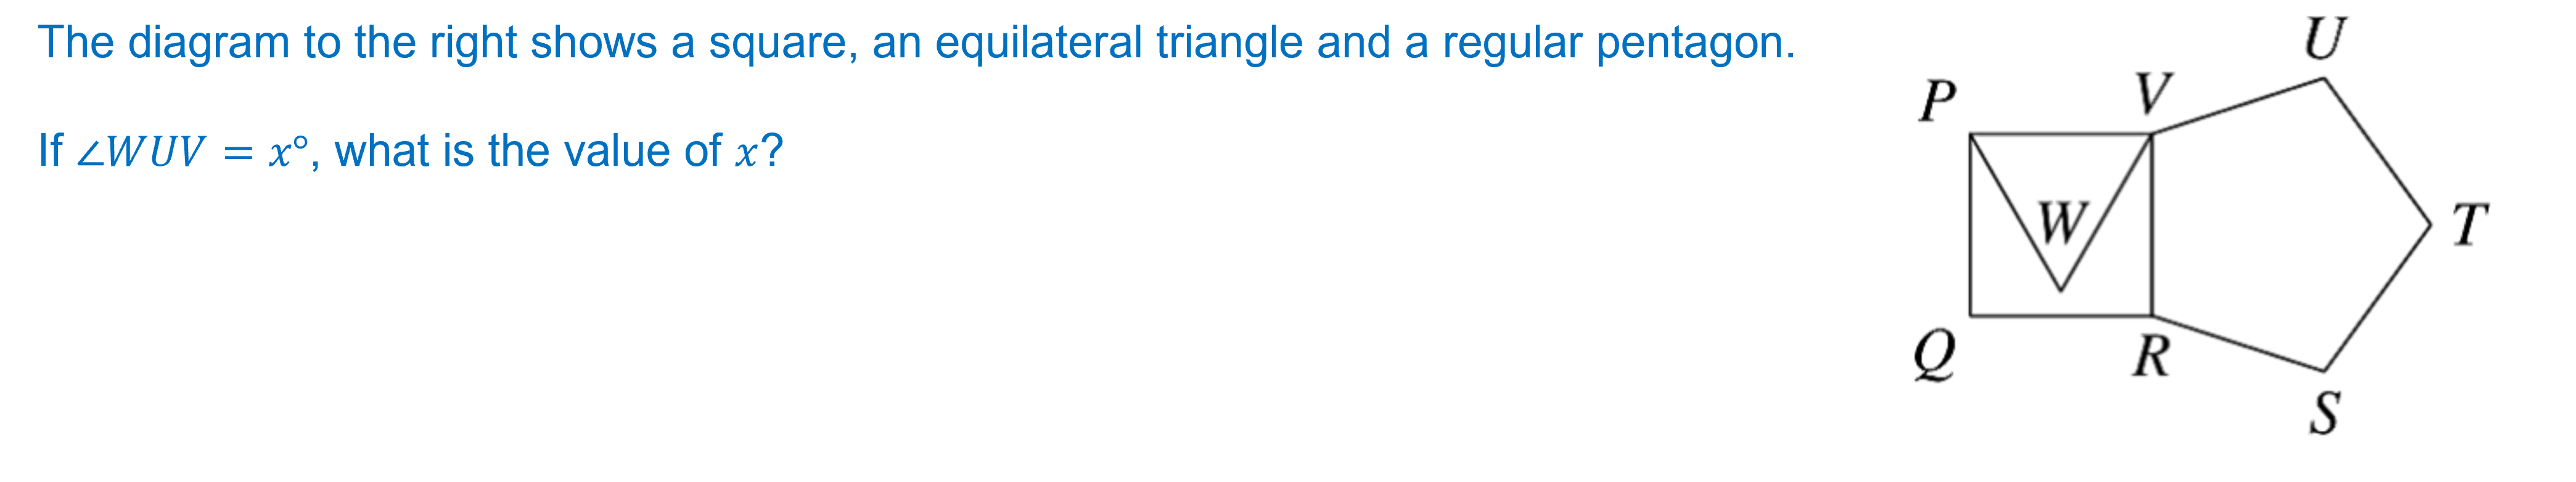 The diagram to the right shows a square, an equilateral triangle and a regular pentagon.
If ∠WUV = x°, what is the value of x?
U
P
V
W
T
Q
R
S